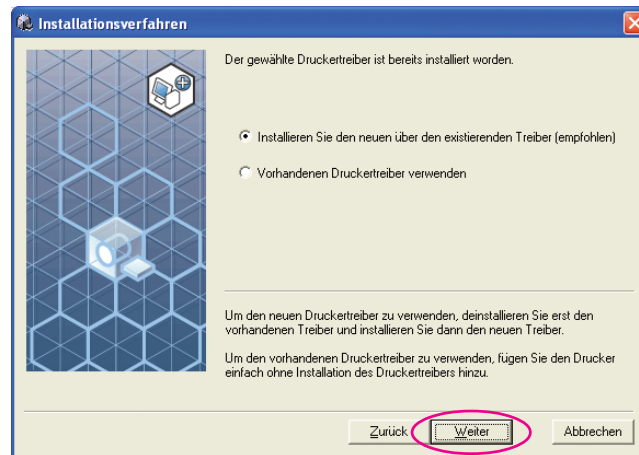 Installationsverfahren
Der gewählte Druckertreiber ist bereits installiert worden.
Installieren Sie den neuen über den existierenden Treiber (empfohlen)
Vorhandenen Druckertreiber verwenden
Um den neuen Druckertreiber zu verwenden, deinstallieren Sie erst den
vorhandenen Treiber und installieren Sie dann den neuen Treiber.
Um den vorhandenen Druckertreiber zu verwenden, fügen Sie den Drucker
einfach ohne Installation des Druckertreibers hinzu.
Zurück Weiter Abbrechen